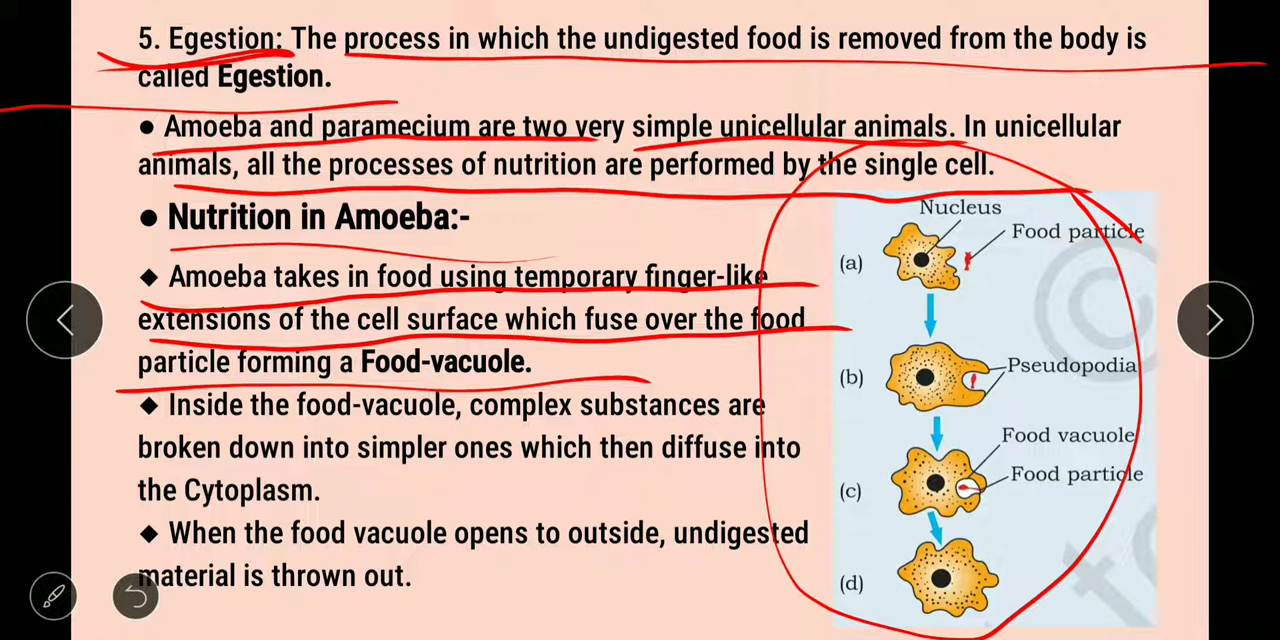 5. Egestion: The process in which the undigested food is removed from the body is
called Egestion.
● Amoeba and paramecium are two very simple unicellular animals. In unicellular
animals, all the processes of nutrition are performed by the single cell.
● Nutrition in Amoeba:-
◆ Amoeba takes in food using temporary finger-like
extensions of the cell surface which fuse over the food
particle forming a Food-vacuole.
◆ Inside the food-vacuole, complex substances are
broken down into simpler ones which then diffuse into
the Cytoplasm.
◆ When the food vacuole opens to outside, undigested
material is thrown out.
Nucleus
Food particle
(a)
Pseudopodia
(b)
Food vacuole
Food particle
(c)
(d)